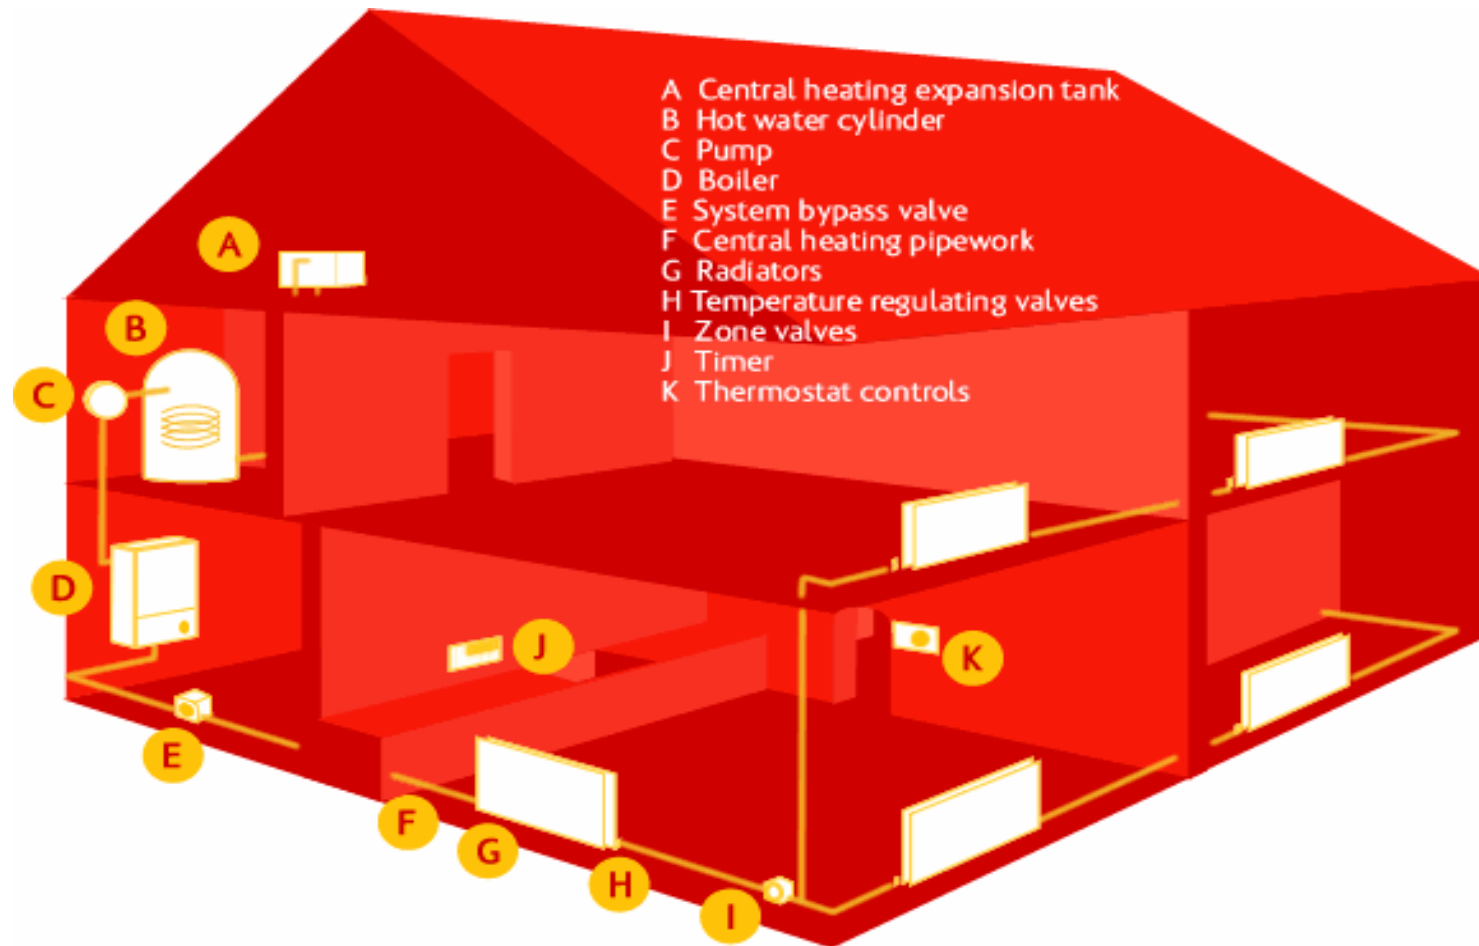 A Central heating expansion tank
B Hot water cylinder
C Pump
D Boiler
E System bypass valve
F Central heating pipework
G Radiators
H Temperature regulating valves
I Zone valves
J Timer
K Thermostat controls
A
B
C
D
J
K
E
F
G
H
I